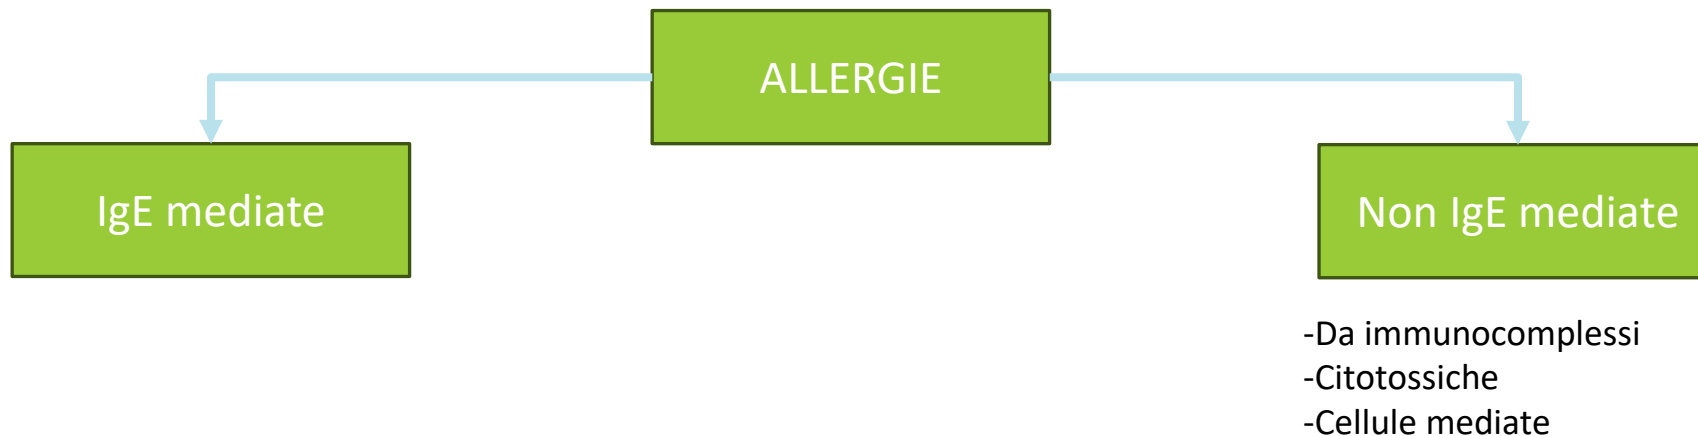 ALLERGIE
IgE mediate
Non IgE mediate
-Da immunocomplessi
-Citotossiche
-Cellule mediate